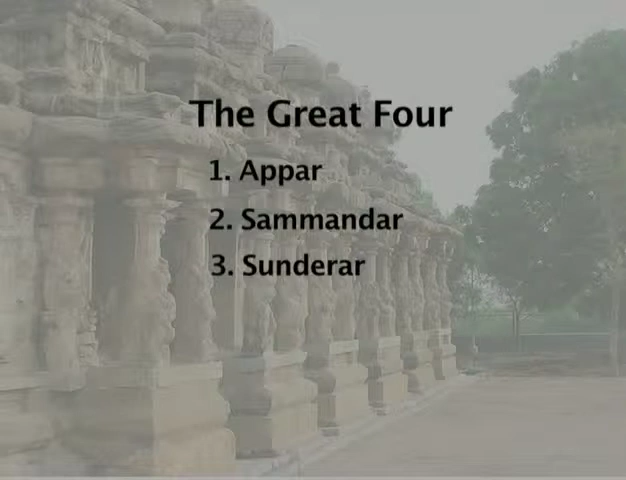 The Great Four
1. Appar
2. Sammandar
3. Sunderar